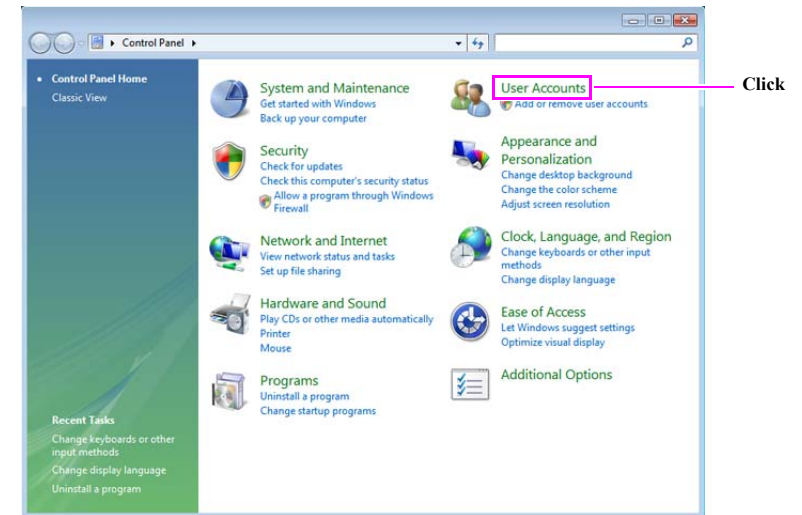 Control Panel
Control Panel Home
Classic View
System and Maintenance
Get started with Windows
Back up your computer
Security
Check for updates
Check this computer's security status
Allow a program through Windows
Firewall
Network and Internet
View network status and tasks
Set up file sharing
Hardware and Sound
Play CDs or other media automatically
Printer
Mouse
Programs
Uninstall a program
Change startup programs
User Accounts
Add or remove user accounts
Click
Appearance and
Personalization
Change desktop background
Change the color scheme
Adjust screen resolution
Clock, Language, and Region
Change keyboards or other input
methods
Change display language
Ease of Access
Let Windows suggest settings
Optimize visual display
Additional Options
Recent Tasks
Change keyboards or other
input methods
Change display language
Uninstall a program